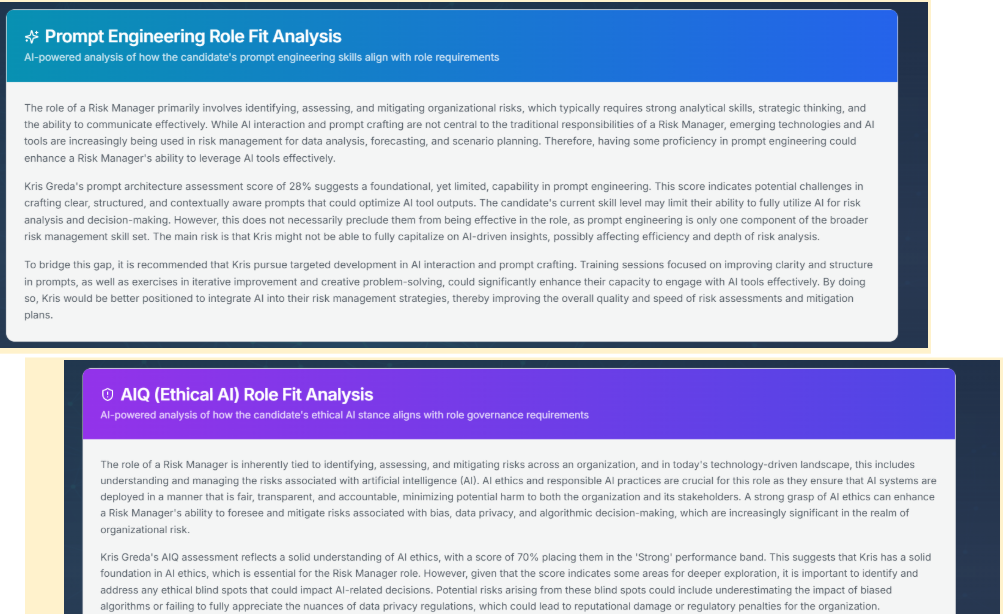 Prompt Engineering Role Fit Analysis
AI-powered analysis of how the candidate's prompt engineering skills align with role requirements
The role of a Risk Manager primarily involves identifying, assessing, and mitigating organizational risks, which typically requires strong analytical skills, strategic thinking, and
the ability to communicate effectively. While AI interaction and prompt crafting are not central to the traditional responsibilities of a Risk Manager, emerging technologies and AI
tools are increasingly being used in risk management for data analysis, forecasting, and scenario planning. Therefore, having some proficiency in prompt engineering could
enhance a Risk Manager's ability to leverage AI tools effectively.
Kris Greda's prompt architecture assessment score of 28% suggests a foundational, yet limited, capability in prompt engineering. This score indicates potential challenges in
crafting clear, structured, and contextually aware prompts that could optimize AI tool outputs. The candidate's current skill level may limit their ability to fully utilize AI for risk
analysis and decision-making. However, this does not necessarily preclude them from being effective in the role, as prompt engineering is only one component of the broader
risk management skill set. The main risk is that Kris might not be able to fully capitalize on AI-driven insights, possibly affecting efficiency and depth of risk analysis.
To bridge this gap, it is recommended that Kris pursue targeted development in AI interaction and prompt crafting. Training sessions focused on improving clarity and structure
in prompts, as well as exercises in iterative improvement and creative problem-solving, could significantly enhance their capacity to engage with AI tools effectively. By doing
so, Kris would be better positioned to integrate AI into their risk management strategies, thereby improving the overall quality and speed of risk assessments and mitigation
plans.
AIQ (Ethical AI) Role Fit Analysis
AI-powered analysis of how the candidate's ethical AI stance aligns with role governance requirements
The role of a Risk Manager is inherently tied to identifying, assessing, and mitigating risks across an organization, and in today's technology-driven landscape, this includes
understanding and managing the risks associated with artificial intelligence (AI). AI ethics and responsible AI practices are crucial for this role as they ensure that AI systems are
deployed in a manner that is fair, transparent, and accountable, minimizing potential harm to both the organization and its stakeholders. A strong grasp of AI ethics can enhance
a Risk Manager's ability to foresee and mitigate risks associated with bias, data privacy, and algorithmic decision-making, which are increasingly significant in the realm of
organizational risk.
Kris Greda's AIQ assessment reflects a solid understanding of AI ethics, with a score of 70% placing them in the 'Strong' performance band. This suggests that Kris has a solid
foundation in AI ethics, which is essential for the Risk Manager role. However, given that the score indicates some areas for deeper exploration, it is important to identify and
address any ethical blind spots that could impact AI-related decisions. Potential risks arising from these blind spots could include underestimating the impact of biased
algorithms or failing to fully appreciate the nuances of data privacy regulations, which could lead to reputational damage or regulatory penalties for the organization.